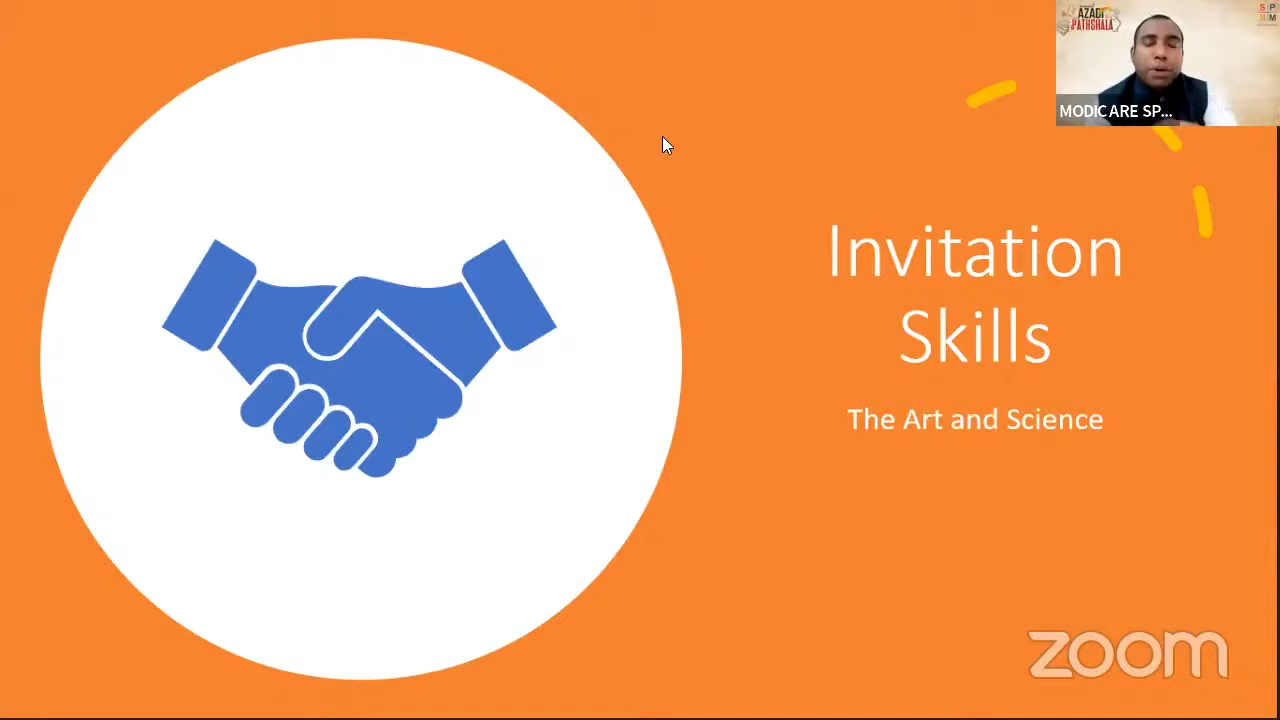 AZADI
PATHSHALA
S P
B M
MODICARE SP...
Invitation
Skills
The Art and Science
zoom